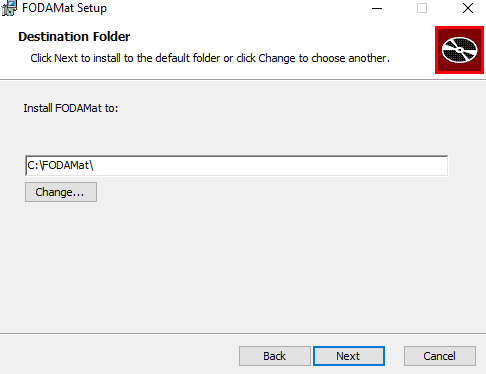 FODAMat Setup
Destination Folder
Click Next to install to the default folder or click Change to choose another.
Install FODAMat to:
C:\FODAMat\
Change...
Back
Next
Cancel